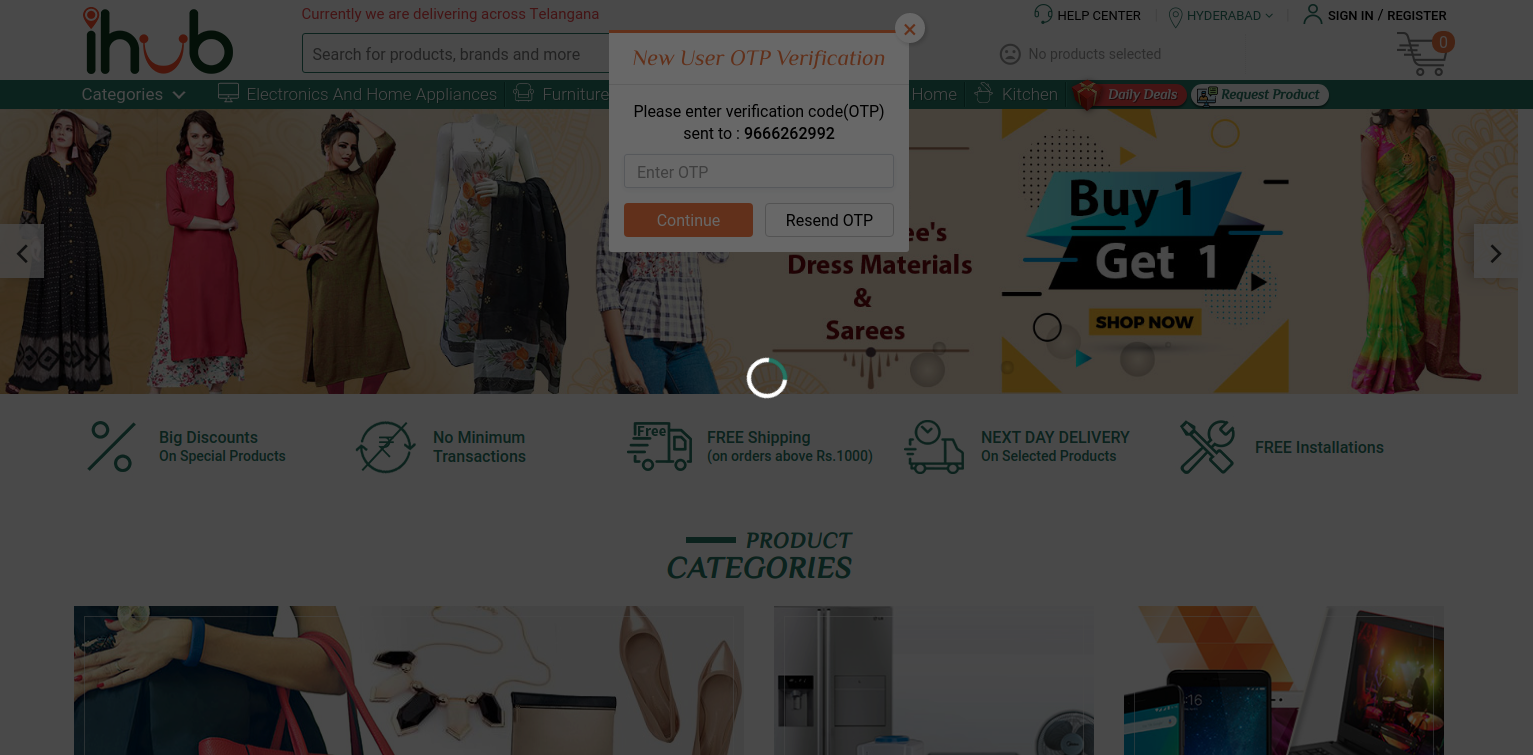 Currently we are delivering across Telangana
HELP CENTER
HYDERABAD
SIGN IN / REGISTER
ihub
Search for products, brands and more
No products selected
0
Categories
Electronics And Home Appliances
Furniture
Home
Kitchen
Daily Deals
Request Product
New User OTP Verification
Please enter verification code(OTP)
sent to : 9666262992
Enter OTP
Continue
Resend OTP
ee's
Dress Materials
&
Sarees
Buy 1
Get 1
SHOP NOW
Big Discounts
On Special Products
No Minimum
Transactions
Free
FREE Shipping
(on orders above Rs.1000)
NEXT DAY DELIVERY
On Selected Products
FREE Installations
PRODUCT
CATEGORIES
:16